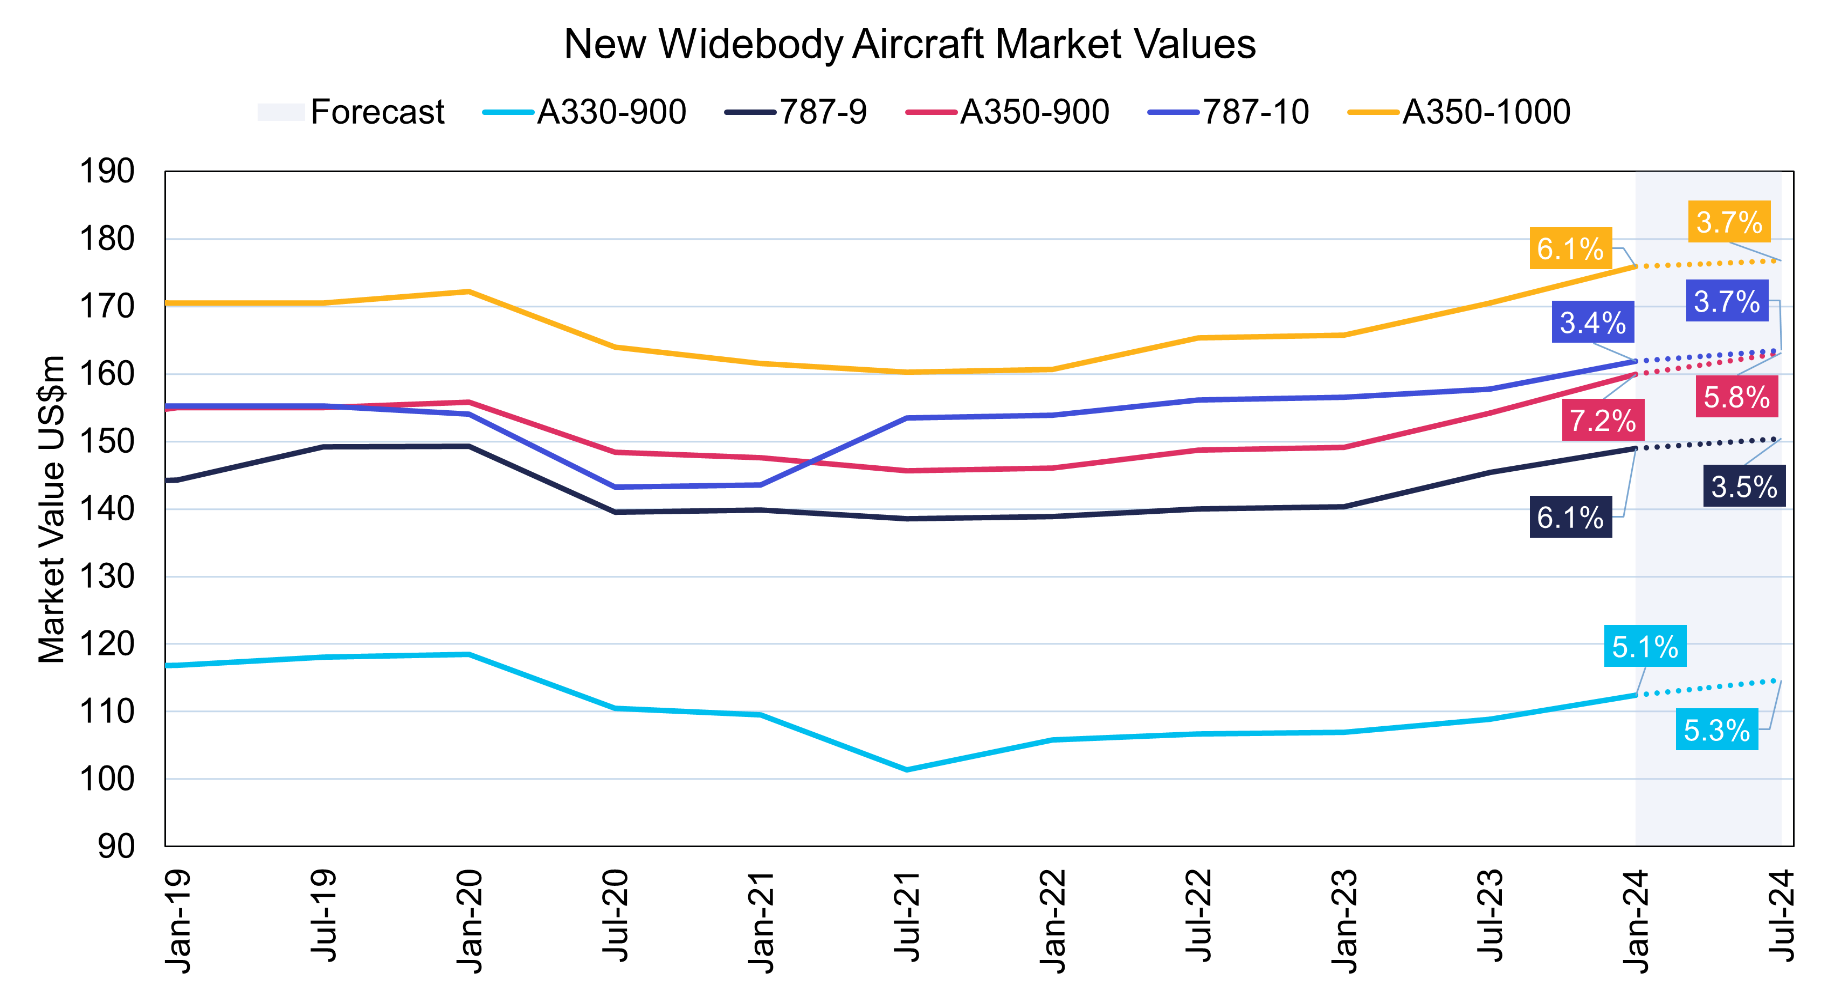 New Widebody Aircraft Market Values
Forecast A330-900 787-9 A350-900 787-10 A350-1000
Market Value US$m
190
180
170
160
150
140
130
120
110
100
90
6.1%
3.7%
3.4%
3.7%
7.2%
5.8%
6.1%
3.5%
5.1%
5.3%
Jan-19
Jul-19
Jan-20
Jul-20
Jan-21
Jul-21
Jan-22
Jul-22
Jan-23
Jul-23
Jan-24
Jul-24